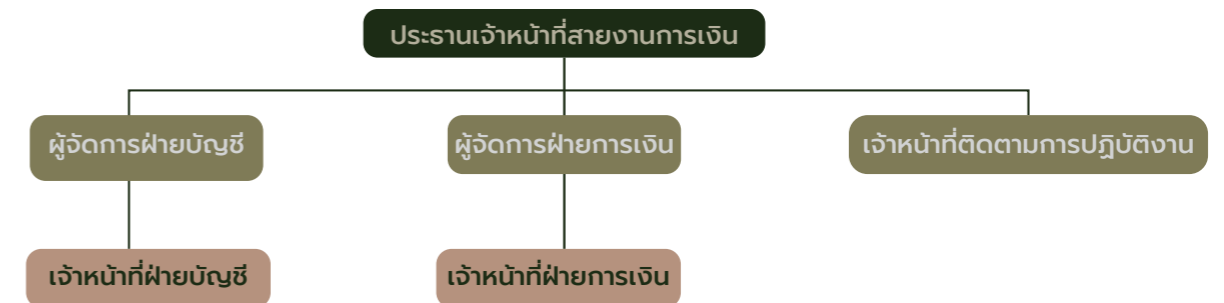 ประธานเจ้าหน้าที่สายงานการเงิน
ผู้จัดการฝ่ายบัญชี
ผู้จัดการฝ่ายการเงิน
เจ้าหน้าที่ติดตามการปฏิบัติงาน
เจ้าหน้าที่ฝ่ายบัญชี
เจ้าหน้าที่ฝ่ายการเงิน